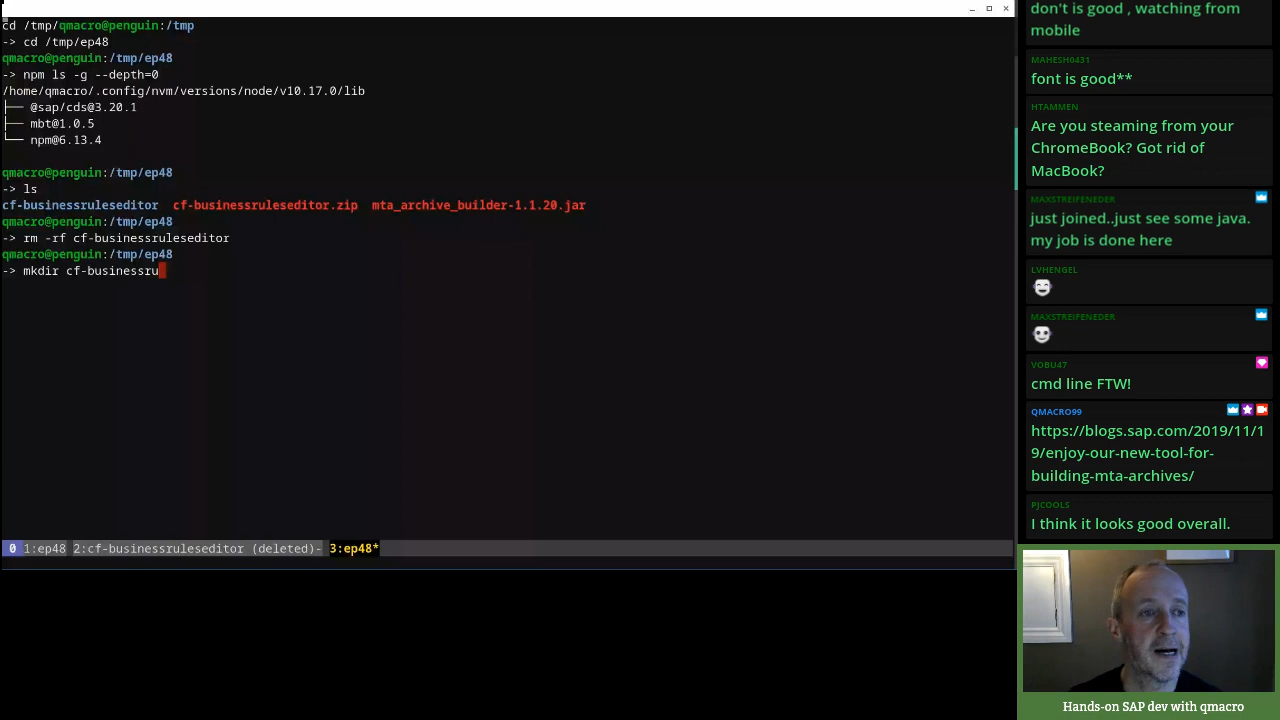 cd /tmp/qmacro@penguin:/tmp
-> cd /tmp/ep48
qmacro@penguin:/tmp/ep48
-> npm ls -g --depth=0
/home/qmacro/.config/nvm/versions/node/v10.17.0/lib
├── @sap/cds@3.20.1
├── mbt@1.0.5
└── npm@6.13.4
qmacro@penguin:/tmp/ep48
-> ls
cf-businessruleseditor cf-businessruleseditor.zip mta_archive_builder-1.1.20.jar
qmacro@penguin:/tmp/ep48
-> rm -rf cf-businessruleseditor
qmacro@penguin:/tmp/ep48
-> mkdir cf-businessru
0 1:ep48 2:cf-businessruleseditor (deleted)- 3:ep48*
don't is good , watching from
mobile
MAHESH0431
font is good**
HTAMMEN
Are you steaming from your
ChromeBook? Got rid of
MacBook?
MAXSTREIFENEDER
just joined..just see some java.
my job is done here
LVHENGEL
MAXSTREIFENEDER
VOBU47
cmd line FTW!
QMACRO99
https://blogs.sap.com/2019/11/1
9/enjoy-our-new-tool-for-
building-mta-archives/
PJCOOLS
I think it looks good overall.
Hands-on SAP dev with qmacro